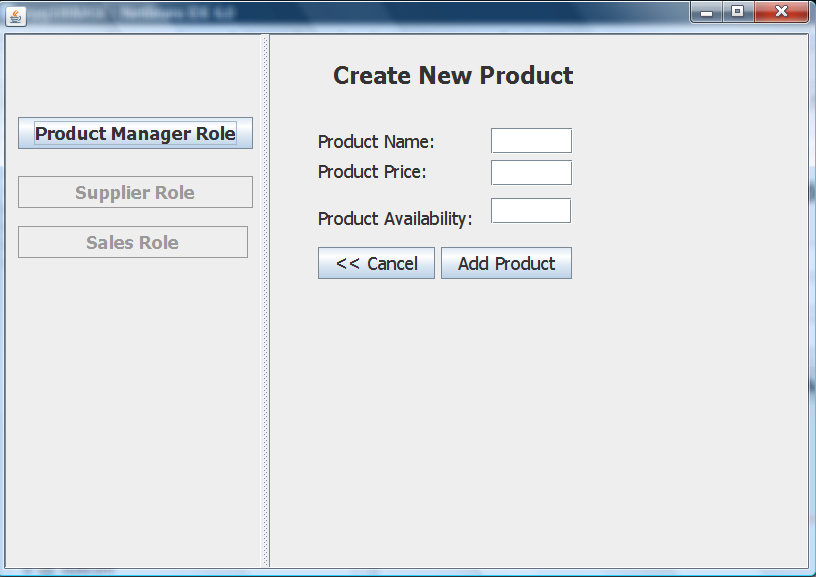 Create New Product
Product Manager Role
Supplier Role
Sales Role
Product Name:
Product Price:
Product Availability:
<< Cancel
Add Product